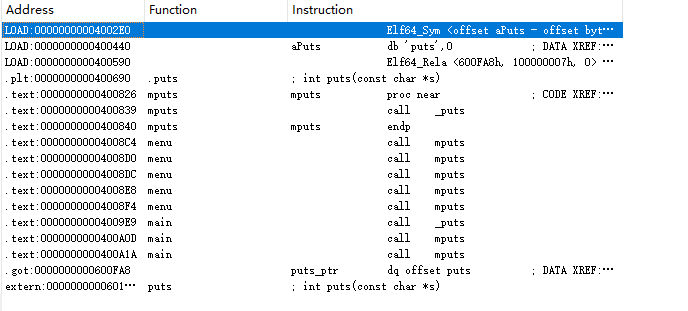 Address Function Instruction
LOAD:00000000004002E0 Elf64_Sym <offset aPuts - offset byt…
LOAD:0000000000400440 aPuts db 'puts',0 ; DATA XREF:…
LOAD:0000000000400590 Elf64_Rela <600FA8h, 100000007h, 0>
.plt:0000000000400690 .puts ; int puts(const char *s)
.text:0000000000400826 mputs mputs proc near ; CODE XREF:…
.text:0000000000400839 mputs call _puts
.text:0000000000400840 mputs mputs endp
.text:00000000004008C4 menu call mputs
.text:00000000004008D0 menu call mputs
.text:00000000004008DC menu call mputs
.text:00000000004008E8 menu call mputs
.text:00000000004008F4 menu call mputs
.text:00000000004009E9 main call _puts
.text:0000000000400A0D main call mputs
.text:0000000000400A1A main call mputs
.got:0000000000600FA8 puts_ptr dq offset puts ; DATA XREF:…
extern:0000000000601… puts ; int puts(const char *s)